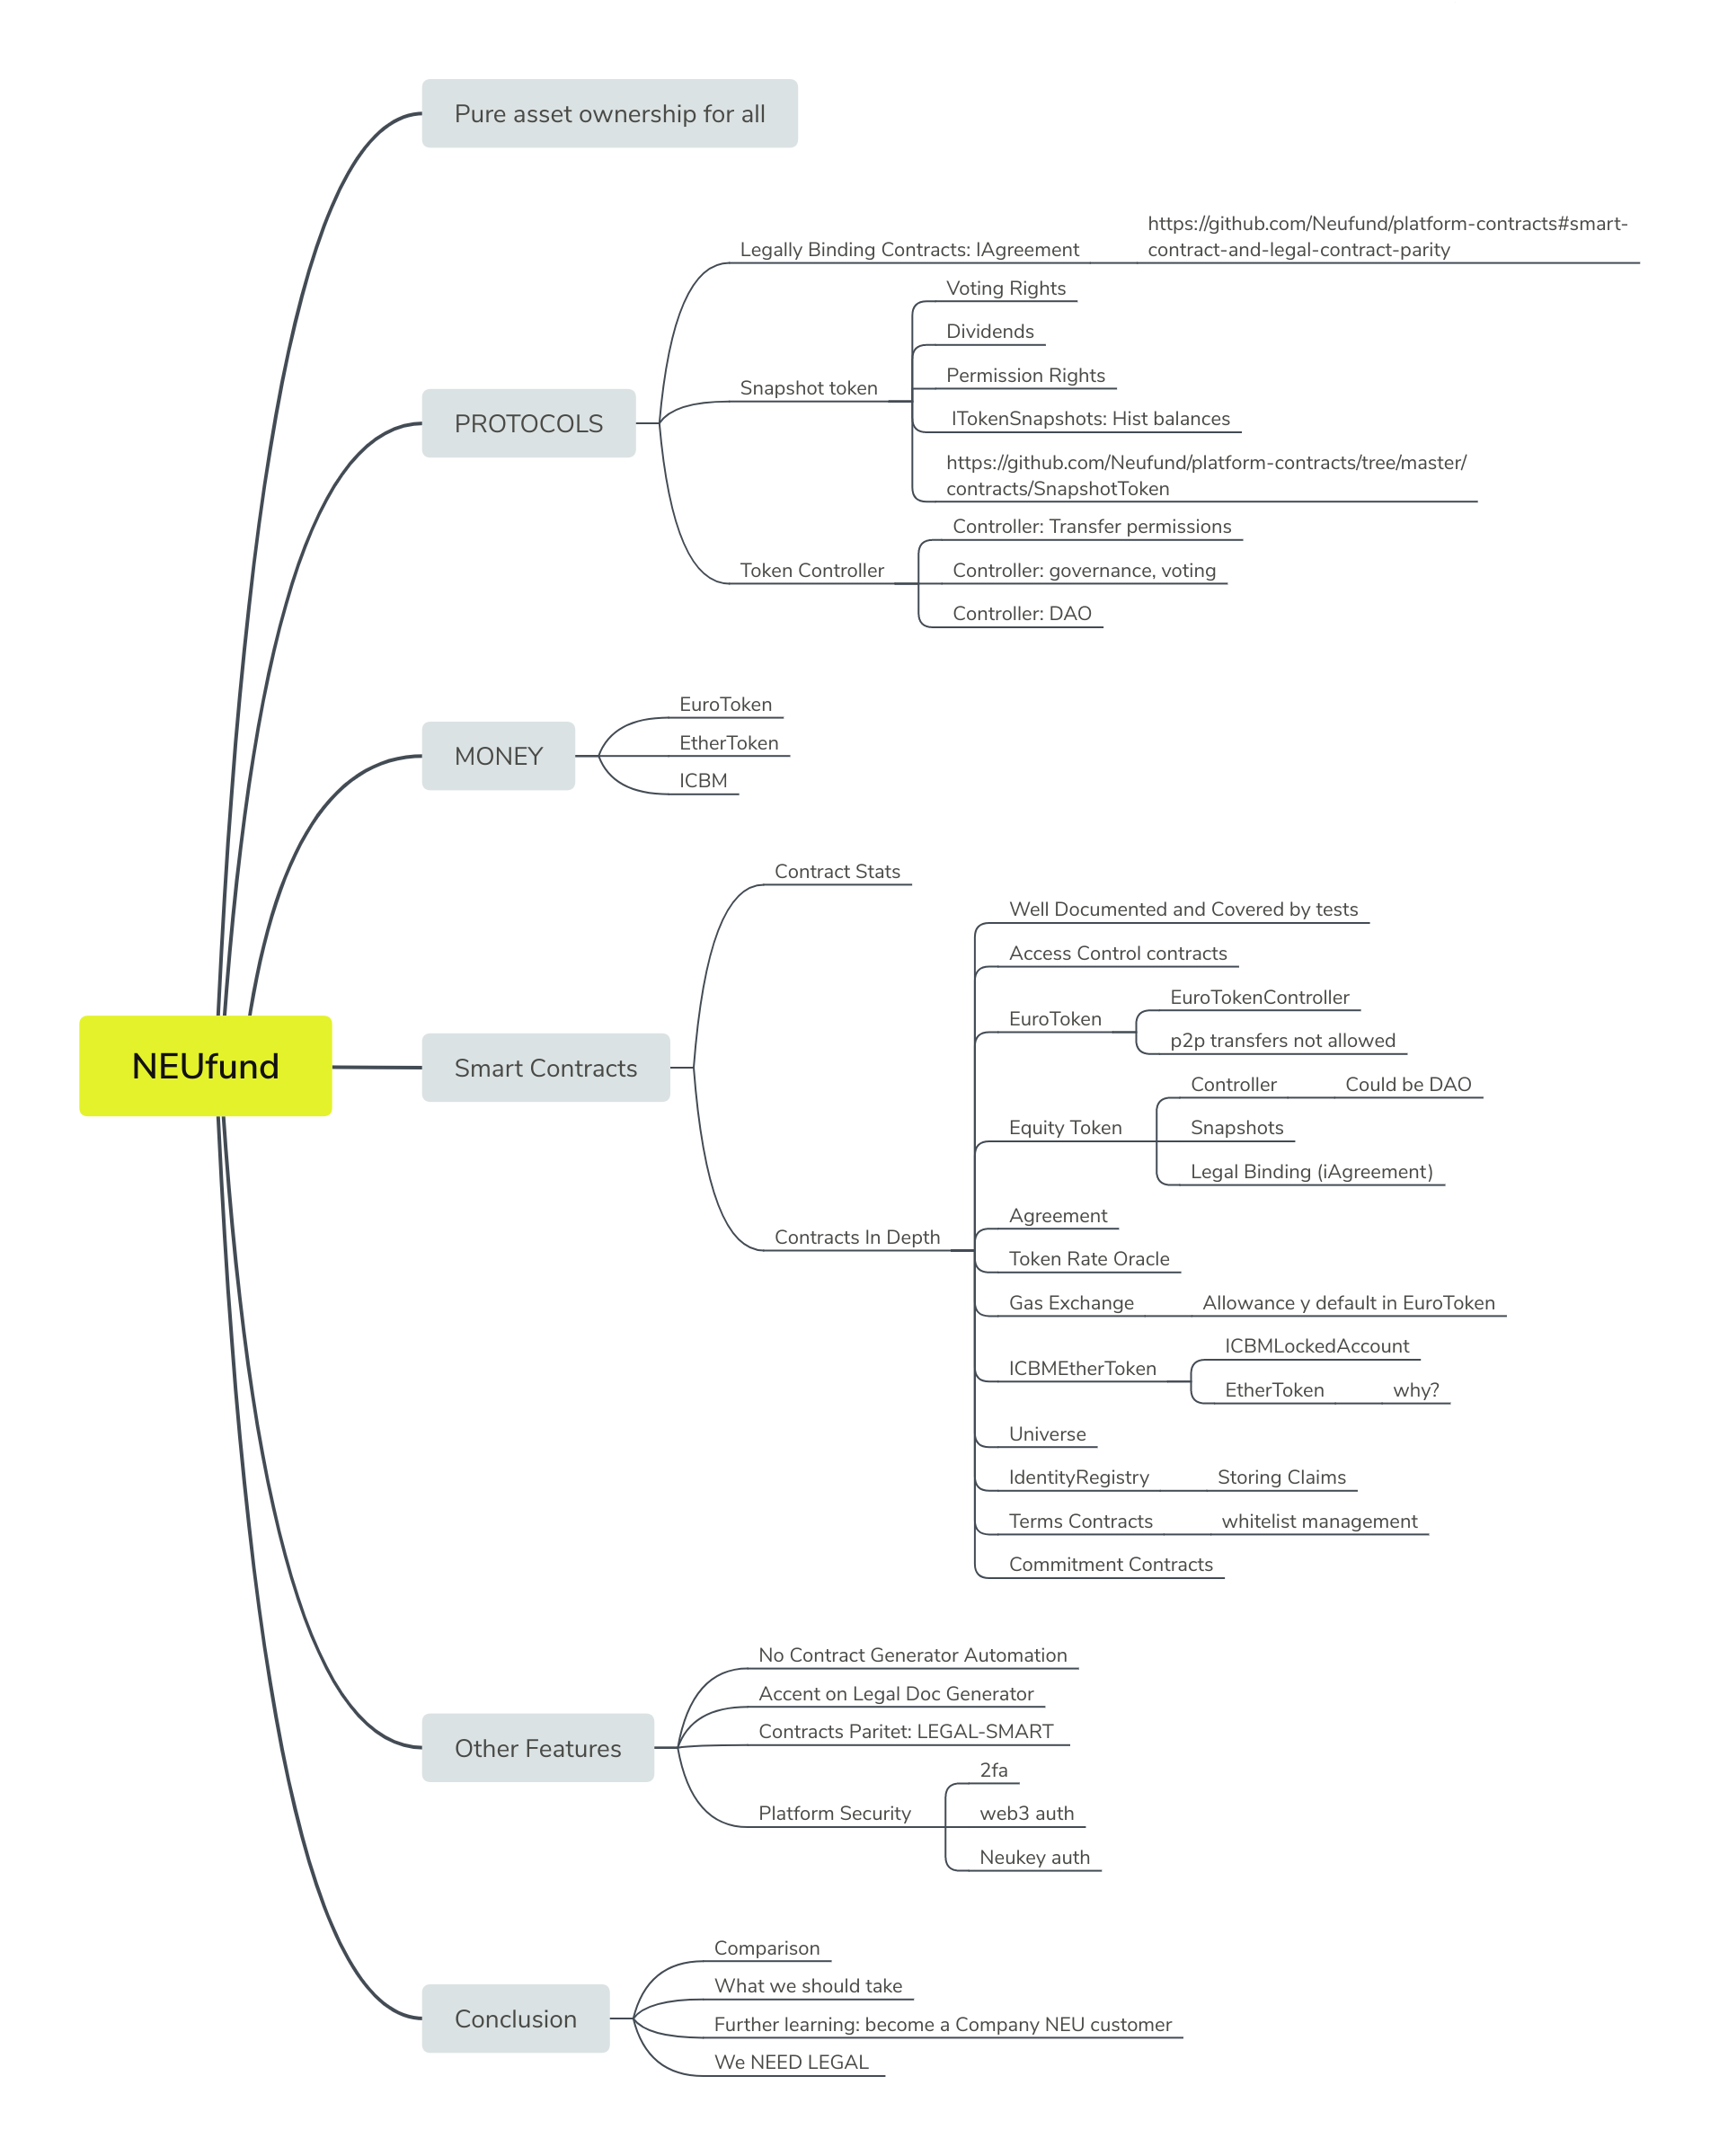 Pure asset ownership for all
https://github.com/Neufund/platform-contracts#smart-
contract-and-legal-contract-parity
Legally Binding Contracts: IAgreement
Voting Rights
Dividends
Permission Rights
Snapshot token
ITokenSnapshots: Hist balances
PROTOCOLS
https://github.com/Neufund/platform-contracts/tree/master/
contracts/SnapshotToken
Controller: Transfer permissions
Token Controller
Controller: governance, voting
Controller: DAO
EuroToken
MONEY
EtherToken
ICBM
Contract Stats
Well Documented and Covered by tests
Access Control contracts
EuroToken
EuroTokenController
p2p transfers not allowed
NEUfund
Smart Contracts
Controller
Could be DAO
Equity Token
Snapshots
Legal Binding (iAgreement)
Contracts In Depth
Agreement
Token Rate Oracle
Gas Exchange
Allowance y default in EuroToken
ICBMEtherToken
ICBMLockedAccount
EtherToken
why?
Universe
IdentityRegistry
Storing Claims
Terms Contracts
whitelist management
Commitment Contracts
No Contract Generator Automation
Accent on Legal Doc Generator
Other Features
Contracts Paritet: LEGAL-SMART
2fa
Platform Security
web3 auth
Neukey auth
Comparison
What we should take
Conclusion
Further learning: become a Company NEU customer
We NEED LEGAL